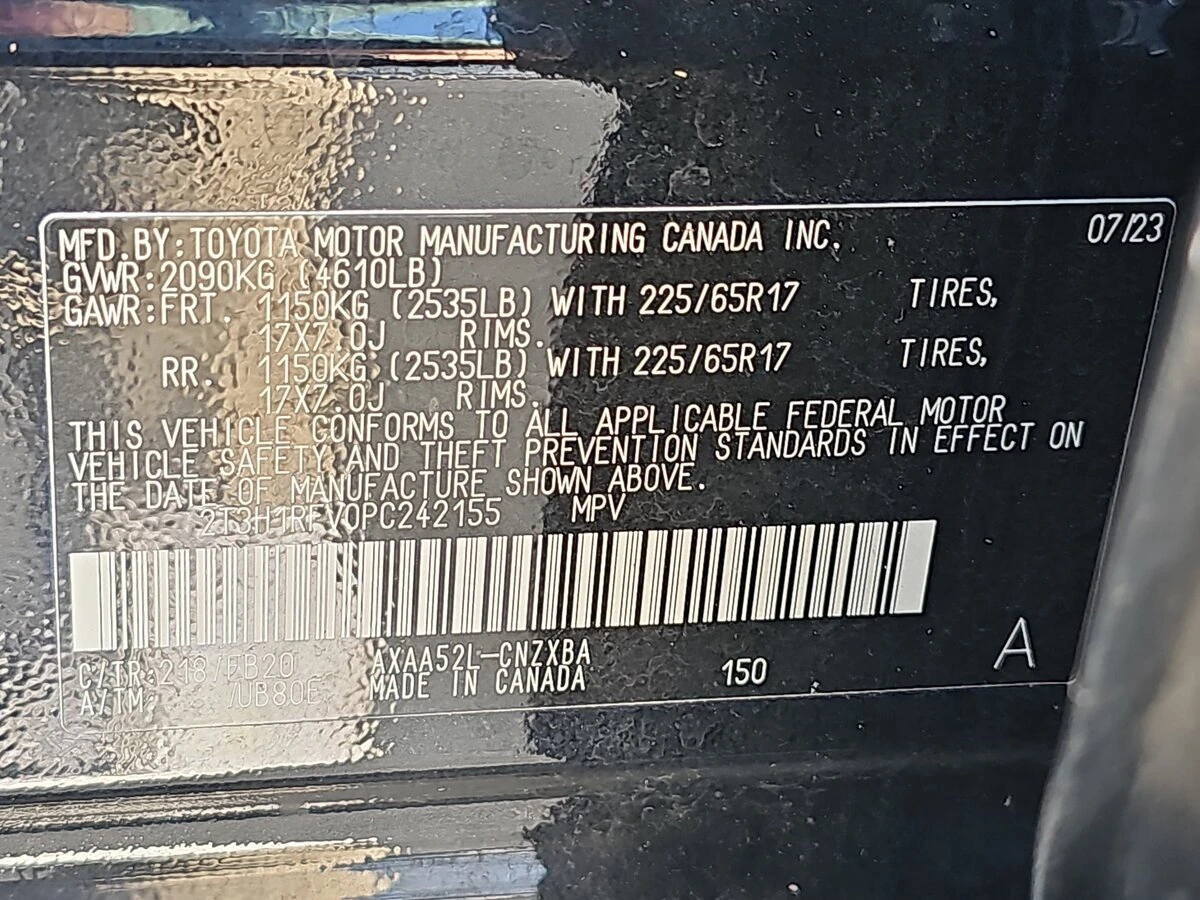 07/23
MFD.BY:TOYOTA MOTOR MANUFACTURING CANADA INC.
GVWR:2090KG (4610LB)
GAWR:FRT. 1150KG (2535LB) WITH 225/65R17 TIRES,
17X7.0J RIMS.
RR. 1150KG (2535LB) WITH 225/65R17 TIRES,
17X7.0J RIMS.
THIS VEHICLE CONFORMS TO ALL APPLICABLE FEDERAL MOTOR
VEHICLE SAFETY AND THEFT PREVENTION STANDARDS IN EFFECT ON
THE DATE OF MANUFACTURE SHOWN ABOVE.
2T3H1RFV0PC242155 MPV
C/TR:218/FB20 AXAA52L-CNZXBA 150 A
A/TM: /UB80E MADE IN CANADA